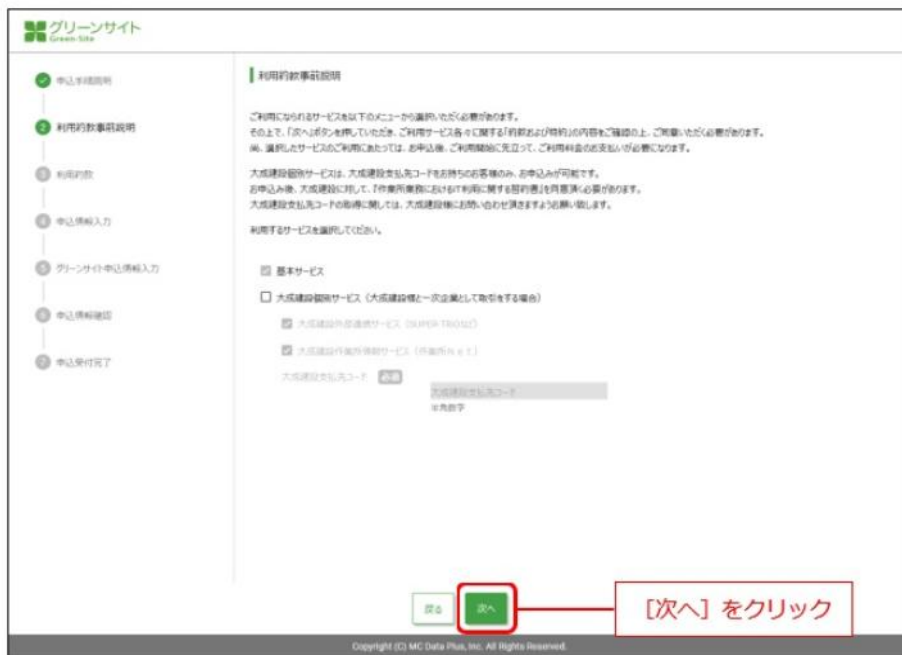 グリーンサイト
Green-Site
申込手続説明
2 利用約款事前説明
3 利用約款
4 申込情報入力
5 グリーンサイト申込情報入力
6 申込情報確認
7 申込受付完了
利用約款事前説明
ご利用になられるサービスを以下のメニューから選択いただく必要があります。
その上で、「次へ」ボタンを押していただき、ご利用サービス各々に関する「約款および特約」の内容をご確認の上、ご同意いただく必要があります。
尚、選択したサービスのご利用にあたっては、お申込後、ご利用開始に先立って、ご利用料金のお支払いが必要になります。
大成建設個別サービスは、大成建設支払先コードをお持ちのお客様のみ、お申込みが可能です。
お申込み後、大成建設に対して、『作業所業務におけるIT利用に関する誓約書』を同意頂く必要があります。
大成建設支払先コードの取得に関しては、大成建設様にお問い合わせ頂きますようお願い致します。
利用するサービスを選択してください。
基本サービス
大成建設個別サービス（大成建設様と一次企業として取引をする場合）
大成建設外部連携サービス（SUPER-TRIOなど）
大成建設作業所情報サービス（作業所Net）
大成建設支払先コード 必須
大成建設支払先コード
半角数字
戻る 次へ
［次へ］をクリック
Copyright (C) MC Data Plus, Inc. All Rights Reserved.